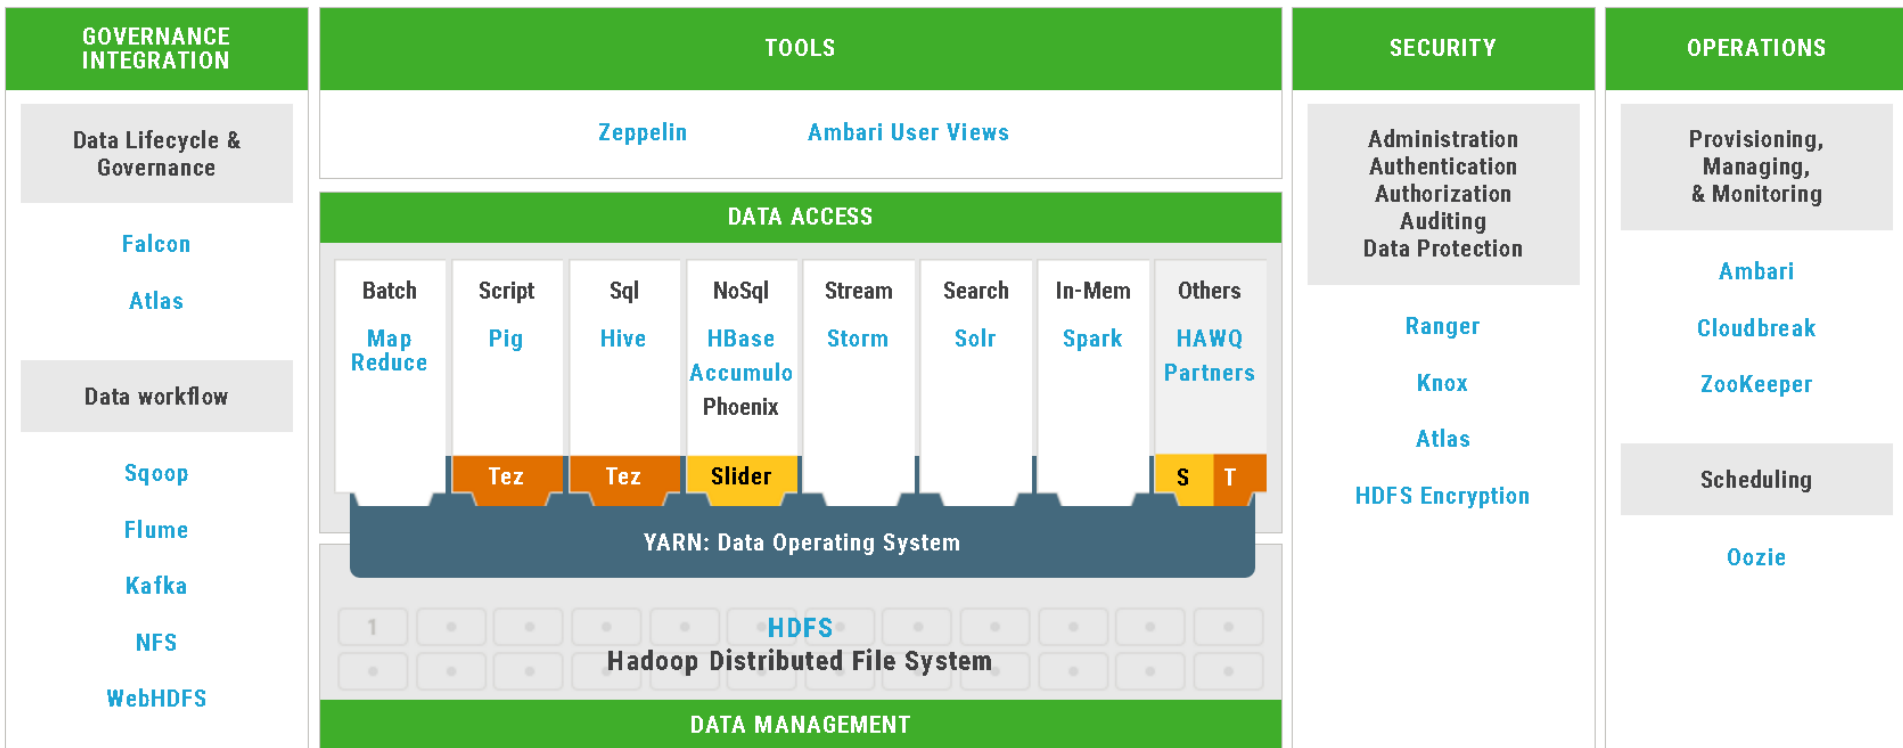 GOVERNANCE
INTEGRATION
Data Lifecycle &
Governance
Falcon
Atlas
Data workflow
Sqoop
Flume
Kafka
NFS
WebHDFS
TOOLS
Zeppelin
Ambari User Views
DATA ACCESS
Batch
Map
Reduce
Script
Pig
Tez
Sql
Hive
Tez
NoSql
HBase
Accumulo
Phoenix
Slider
Stream
Storm
Search
Solr
In-Mem
Spark
Others
HAWQ
Partners
S
T
YARN: Data Operating System
1
HDFS
Hadoop Distributed File System
DATA MANAGEMENT
SECURITY
Administration
Authentication
Authorization
Auditing
Data Protection
Ranger
Knox
Atlas
HDFS Encryption
OPERATIONS
Provisioning,
Managing,
& Monitoring
Ambari
Cloudbreak
ZooKeeper
Scheduling
Oozie